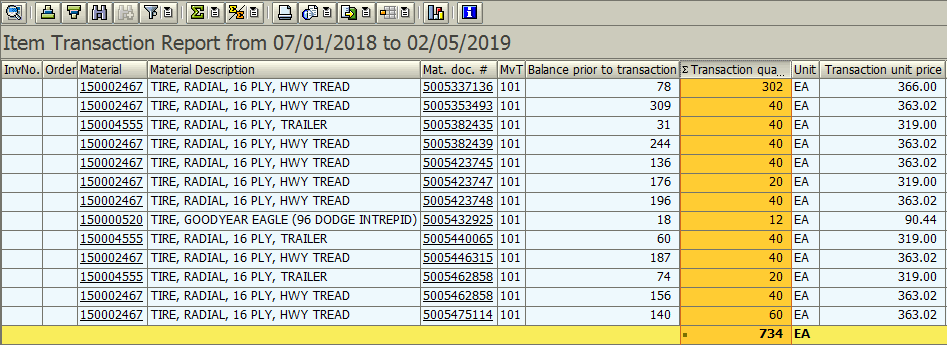 Item Transaction Report from 07/01/2018 to 02/05/2019
InvNo. Order Material Material Description Mat. doc. # MvT Balance prior to transaction Σ Transaction qua... Unit Transaction unit price
150002467 TIRE, RADIAL, 16 PLY, HWY TREAD 5005337136 101 78 302 EA 366.00
150002467 TIRE, RADIAL, 16 PLY, HWY TREAD 5005353493 101 309 40 EA 363.02
150004555 TIRE, RADIAL, 16 PLY, TRAILER 5005382435 101 31 40 EA 319.00
150002467 TIRE, RADIAL, 16 PLY, HWY TREAD 5005382439 101 244 40 EA 363.02
150002467 TIRE, RADIAL, 16 PLY, HWY TREAD 5005423745 101 136 40 EA 363.02
150002467 TIRE, RADIAL, 16 PLY, HWY TREAD 5005423747 101 176 20 EA 319.00
150002467 TIRE, RADIAL, 16 PLY, HWY TREAD 5005423748 101 196 40 EA 363.02
150000520 TIRE, GOODYEAR EAGLE (96 DODGE INTREPID) 5005432925 101 18 12 EA 90.44
150004555 TIRE, RADIAL, 16 PLY, TRAILER 5005440065 101 60 40 EA 319.00
150002467 TIRE, RADIAL, 16 PLY, HWY TREAD 5005446315 101 187 40 EA 363.02
150004555 TIRE, RADIAL, 16 PLY, TRAILER 5005462858 101 74 20 EA 319.00
150002467 TIRE, RADIAL, 16 PLY, HWY TREAD 5005462858 101 156 40 EA 363.02
150002467 TIRE, RADIAL, 16 PLY, HWY TREAD 5005475114 101 140 60 EA 363.02
734 EA